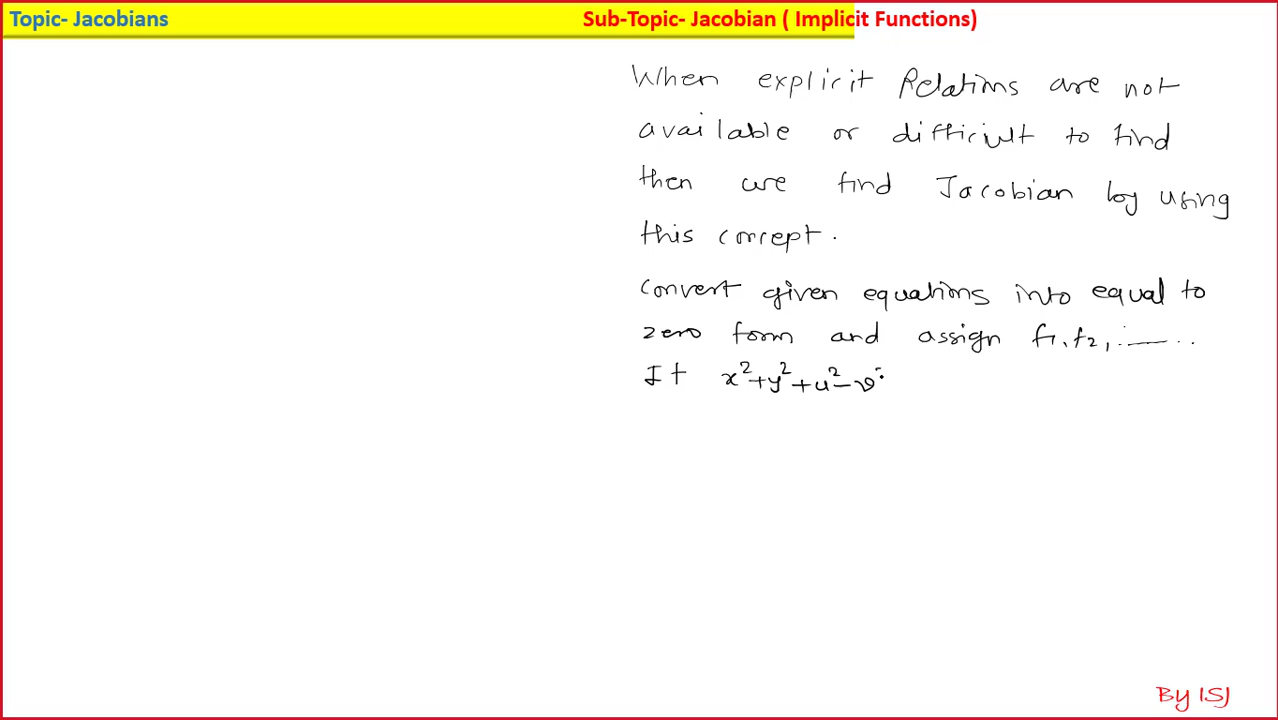 Topic- Jacobians
Sub-Topic- Jacobian ( Implicit Functions)
When explicit Relations are not
available or difficult to find
then we find Jacobian by using
this concept.
Convert given equations into equal to
zero form and assign f1, f2, ......
If x²+y²+u²-v²
By ISJ